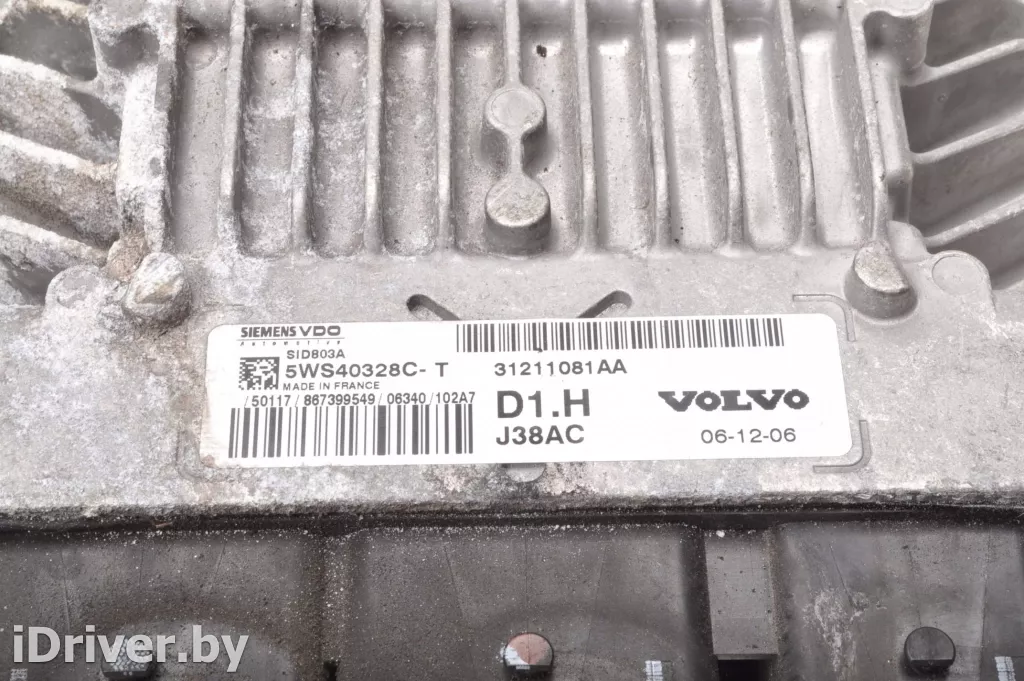 SIEMENS VDO
Automotive
SID803A
5WS40328C- T
MADE IN FRANCE
/50117 / 867399549 / 06340 / 102A7
31211081AA
D1.H
J38AC
VOLVO
06-12-06
iDriver.by